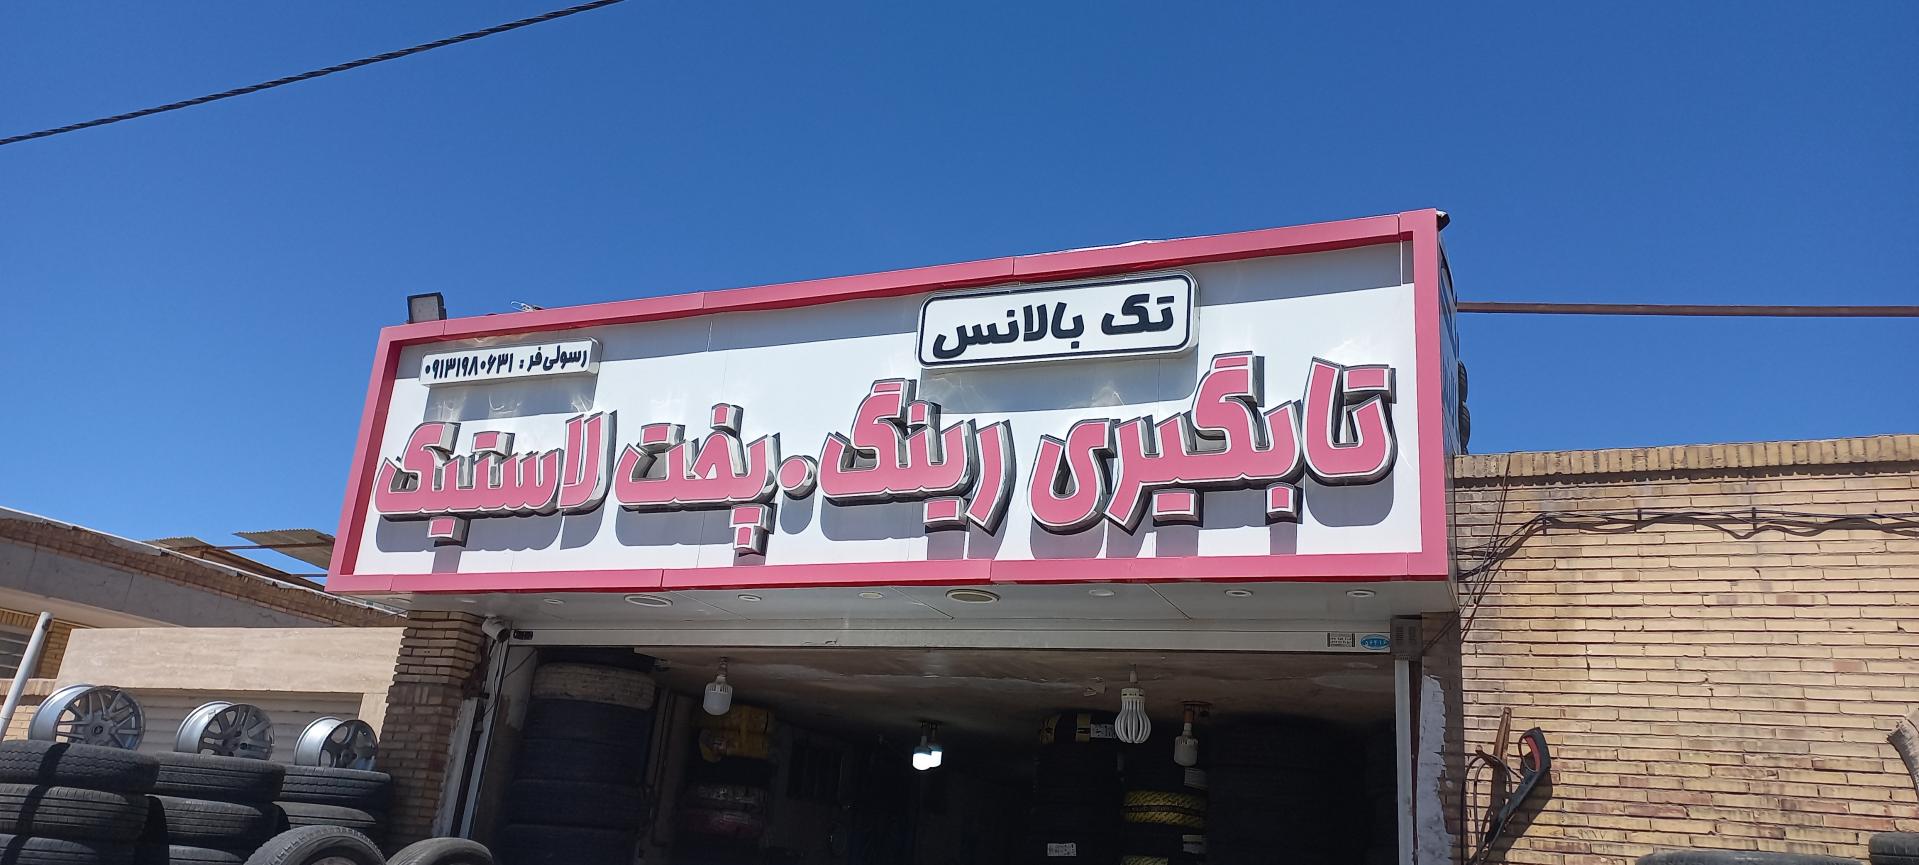 تک بالانس
رسولی فر : ۰۹۱۳۱۹۸۰۶۳۱
تابگیری رینگ . پخت لاستیک